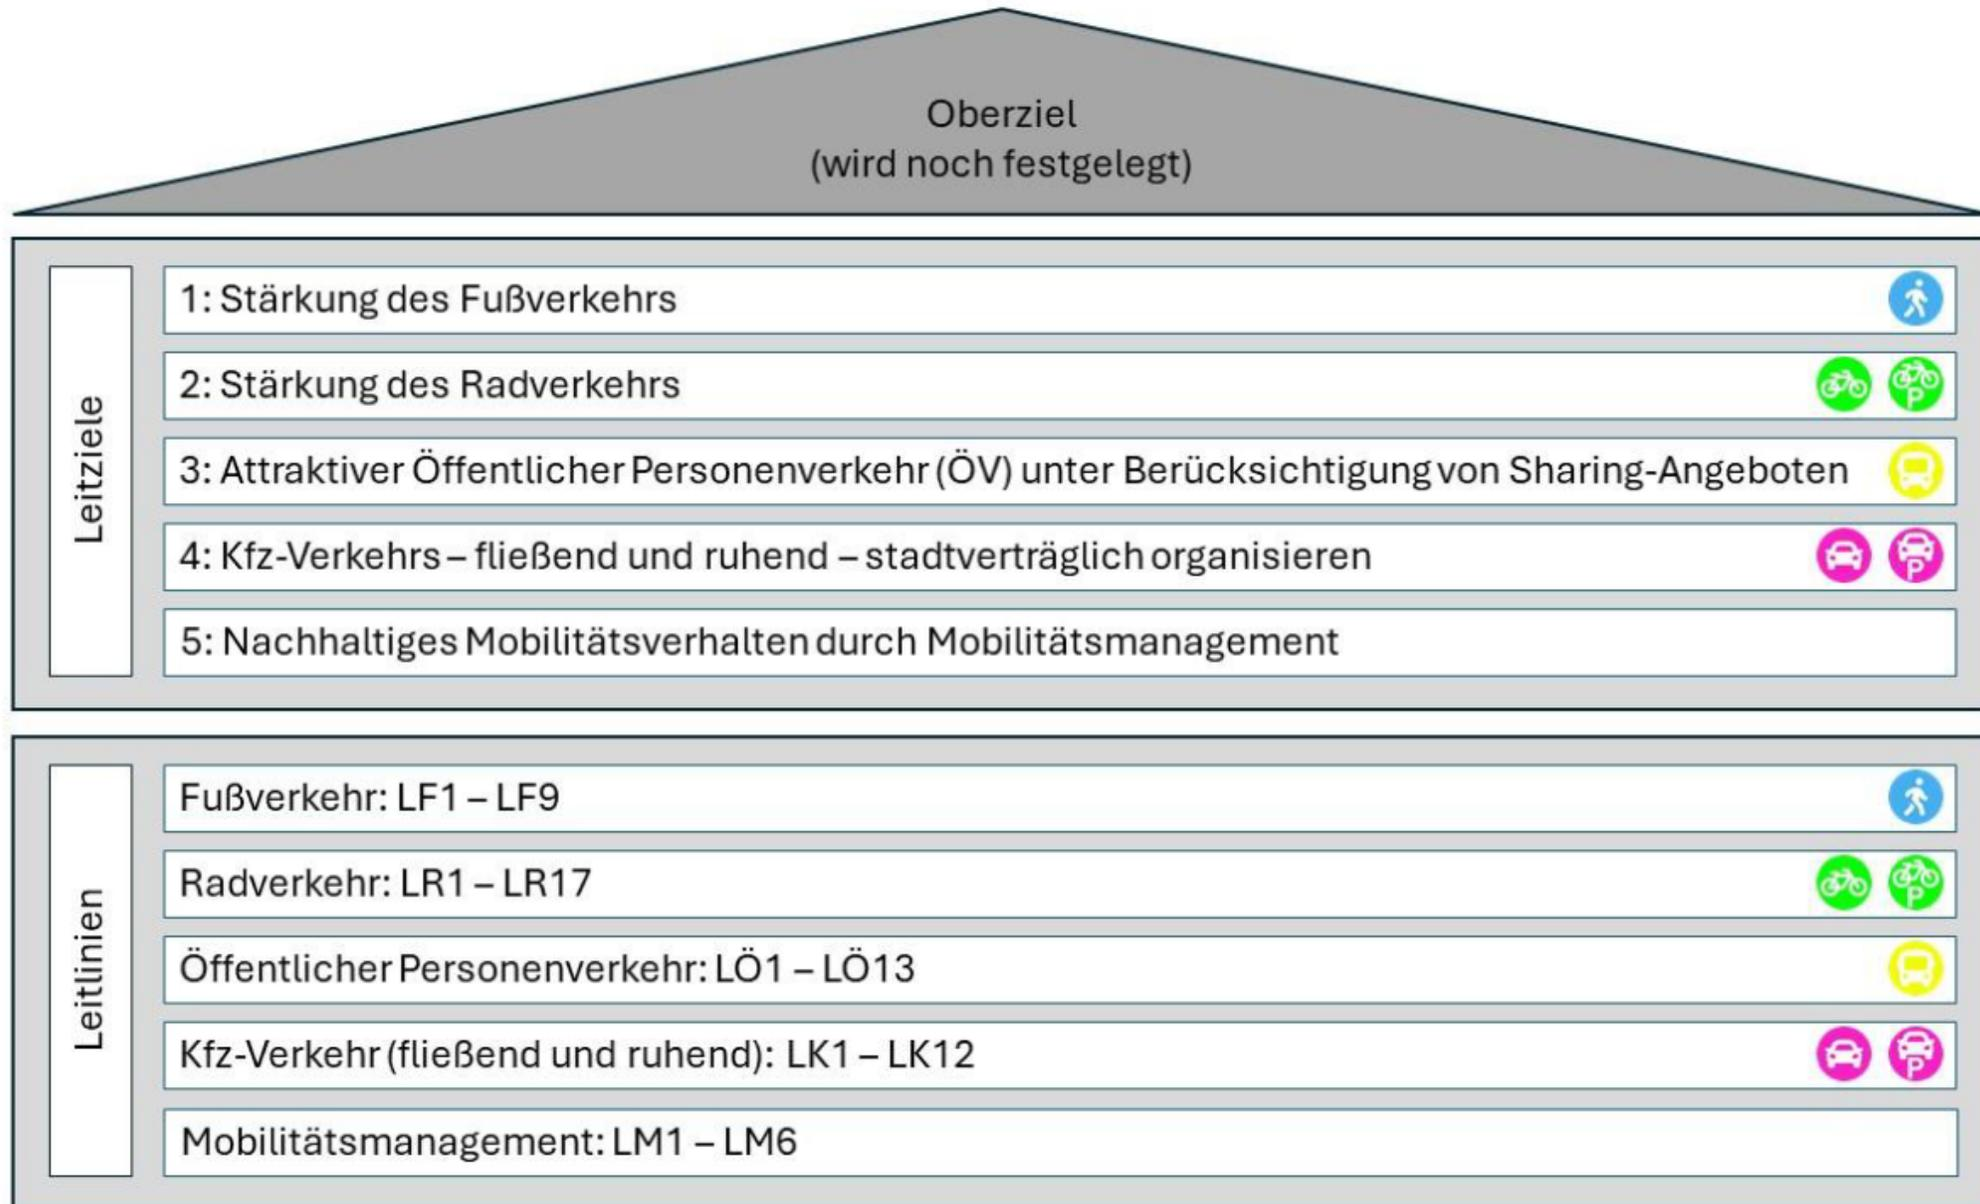 Oberziel
(wird noch festgelegt)
Leitziele
1: Stärkung des Fußverkehrs
2: Stärkung des Radverkehrs
P
3: Attraktiver Öffentlicher Personenverkehr (ÖV) unter Berücksichtigung von Sharing-Angeboten
4: Kfz-Verkehrs – fließend und ruhend – stadtverträglich organisieren
P
5: Nachhaltiges Mobilitätsverhalten durch Mobilitätsmanagement
Leitlinien
Fußverkehr: LF1 – LF9
Radverkehr: LR1 – LR17
P
Öffentlicher Personenverkehr: LÖ1 – LÖ13
Kfz-Verkehr (fließend und ruhend): LK1 – LK12
P
Mobilitätsmanagement: LM1 – LM6